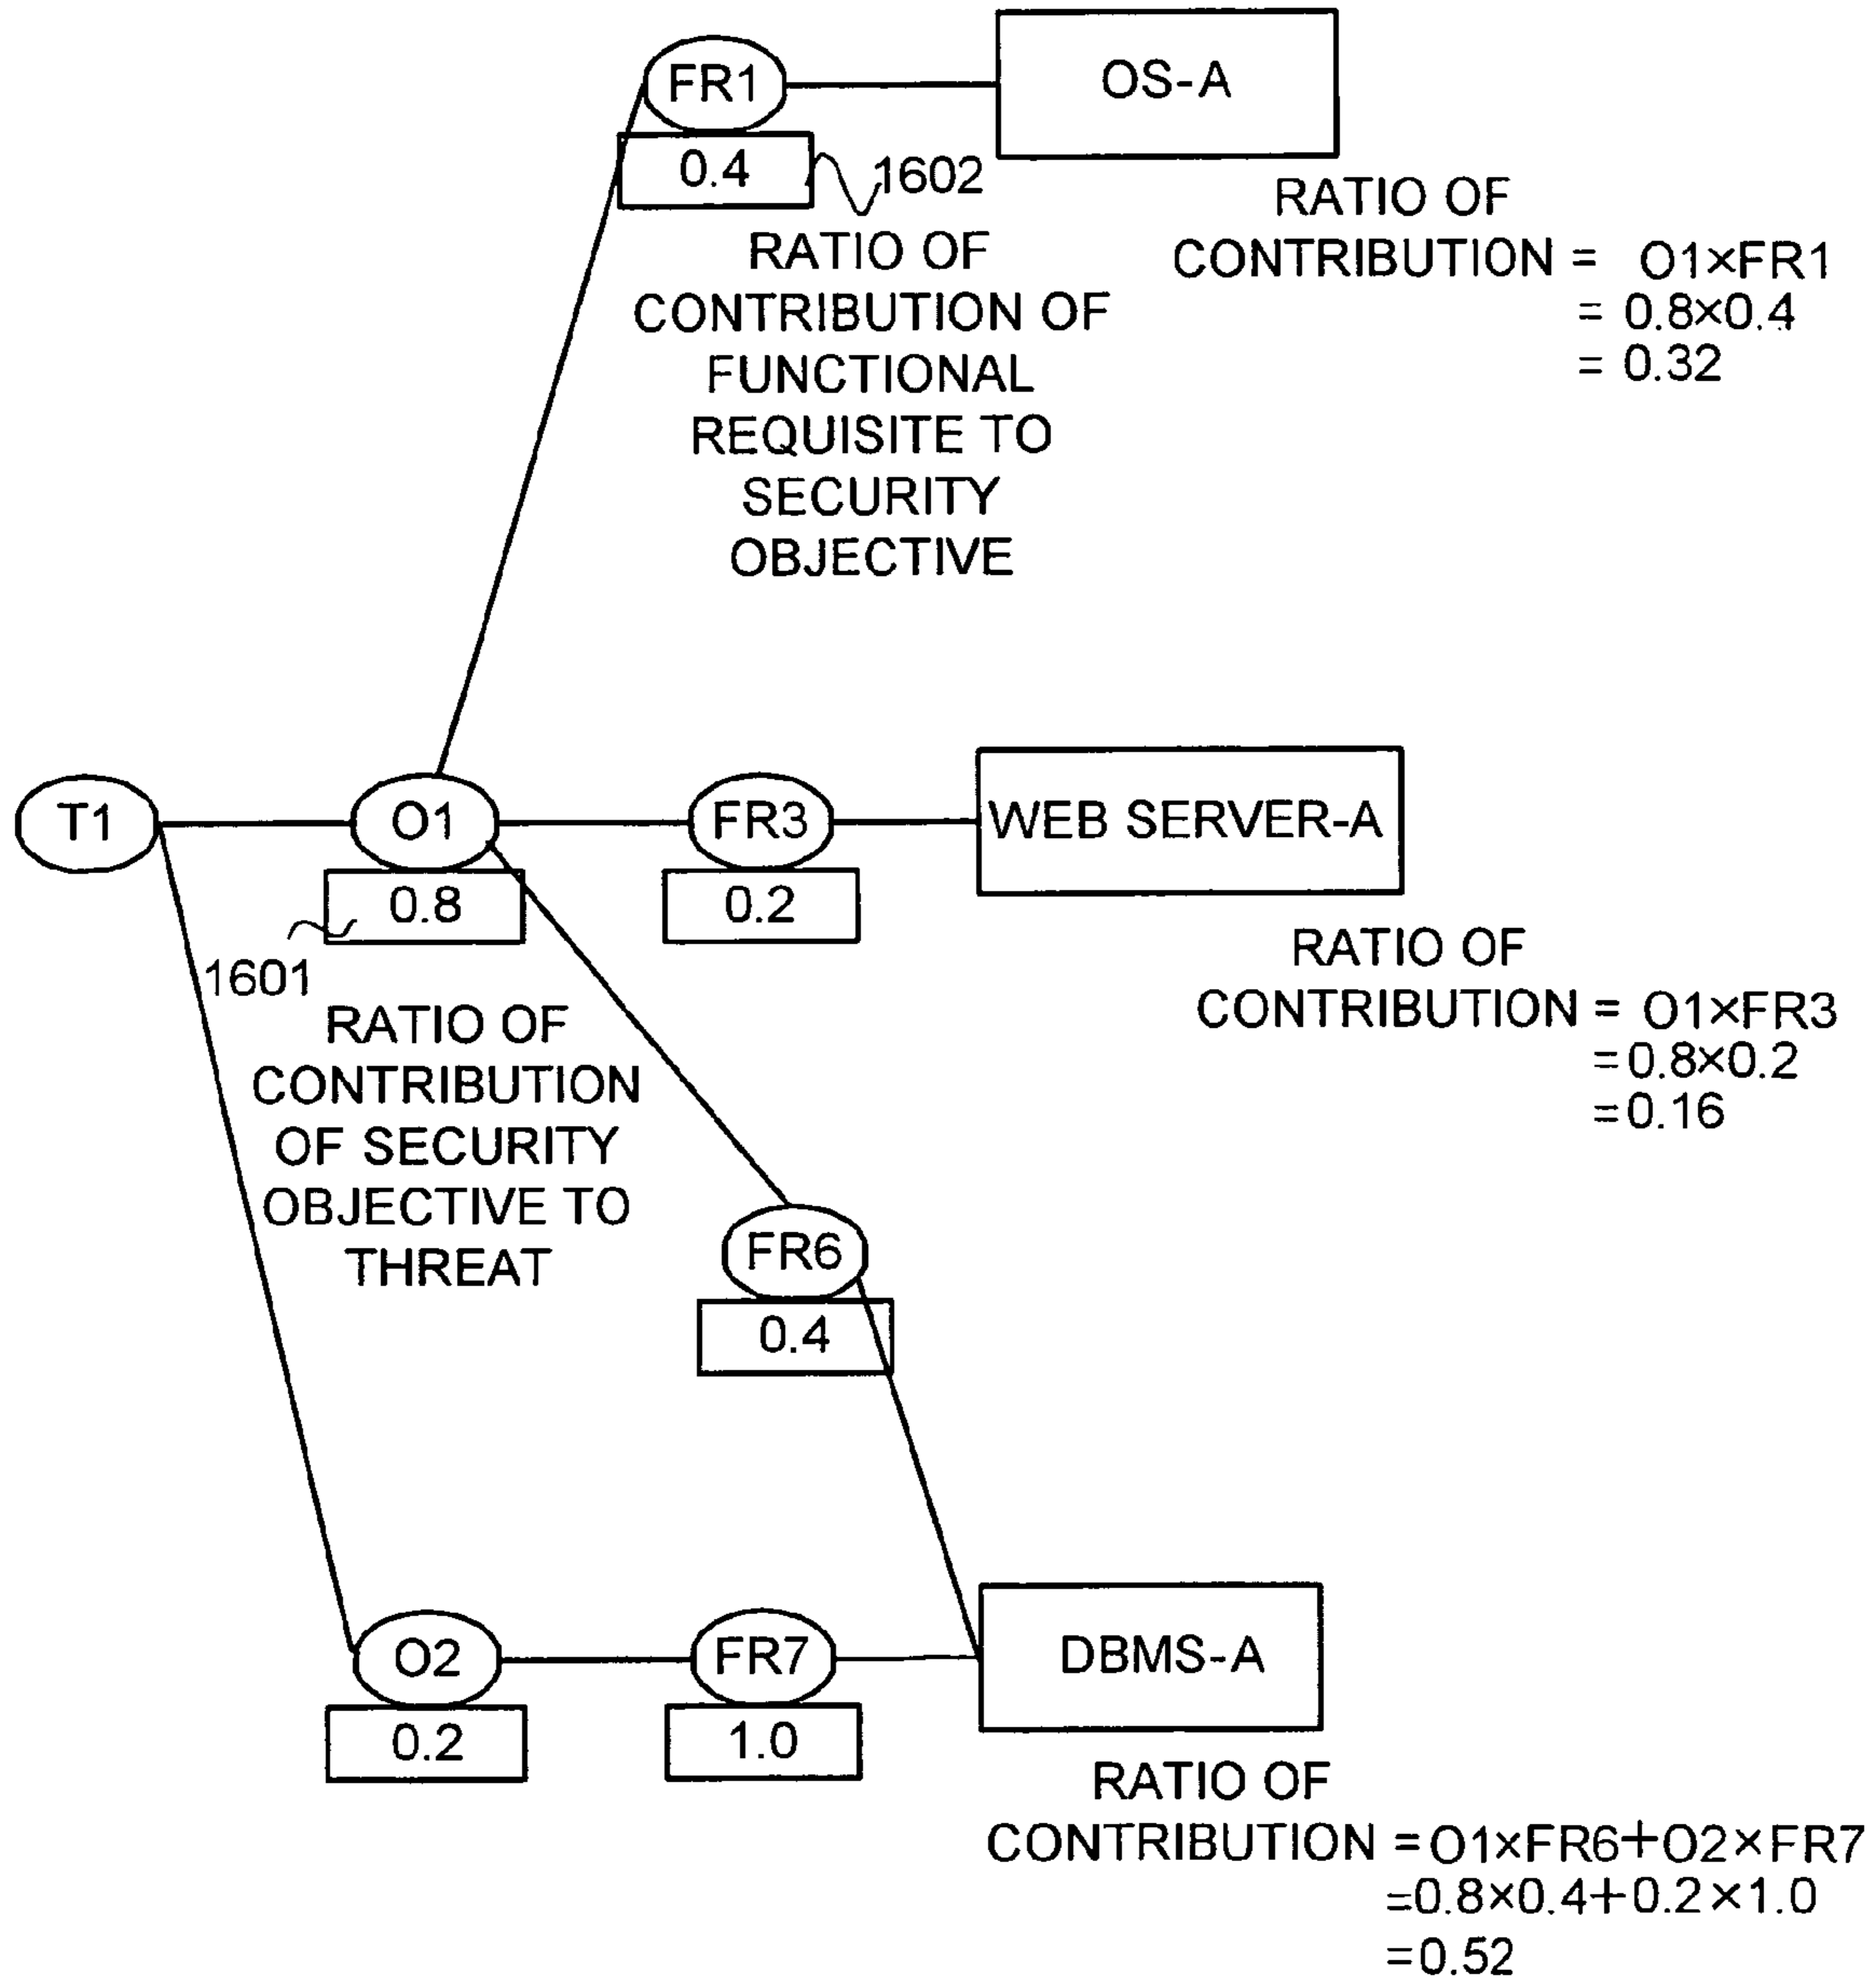 FR1
OS-A
0.4
1602
RATIO OF
CONTRIBUTION OF
FUNCTIONAL
REQUISITE TO
SECURITY
OBJECTIVE
RATIO OF
CONTRIBUTION = O1×FR1
= 0.8×0.4
= 0.32
T1
O1
FR3
WEB SERVER-A
0.8
0.2
1601
RATIO OF
CONTRIBUTION
OF SECURITY
OBJECTIVE TO
THREAT
RATIO OF
CONTRIBUTION = O1×FR3
=0.8×0.2
=0.16
FR6
0.4
O2
FR7
DBMS-A
0.2
1.0
RATIO OF
CONTRIBUTION =O1×FR6+O2×FR7
=0.8×0.4+0.2×1.0
=0.52